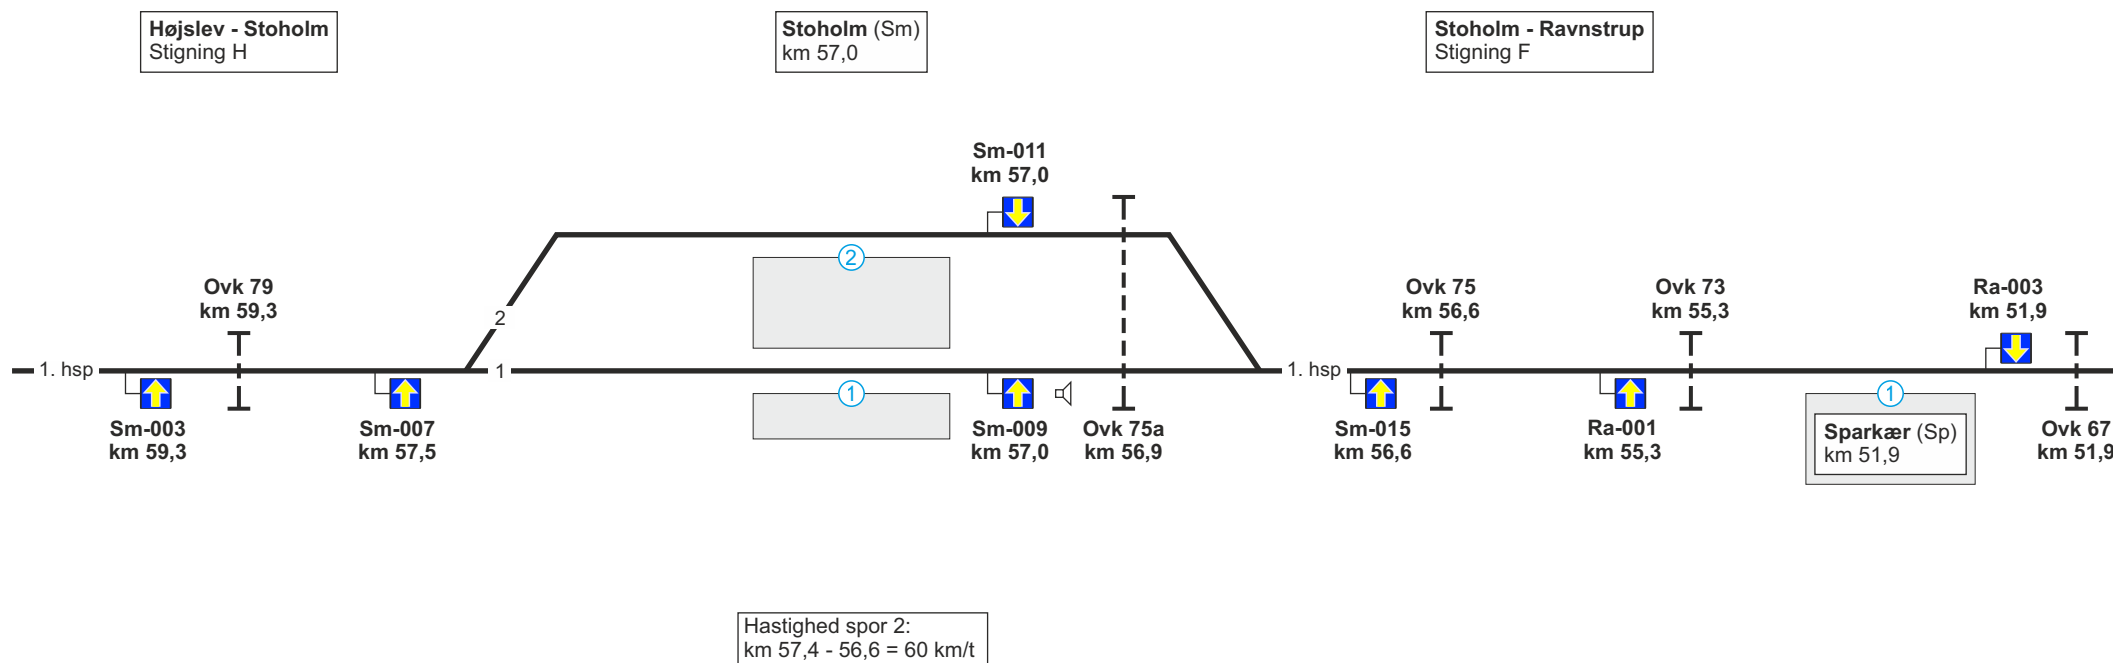 Højslev - Stoholm
Stigning H
Stoholm (Sm)
km 57,0
Stoholm - Ravnstrup
Stigning F
Sm-011
km 57,0
2
Ovk 79
km 59,3
Ovk 75
km 56,6
Ovk 73
km 55,3
Ra-003
km 51,9
2
1. hsp
1
1. hsp
1
1
Sm-003
km 59,3
Sm-007
km 57,5
Sm-009
km 57,0
Ovk 75a
km 56,9
Sm-015
km 56,6
Ra-001
km 55,3
Sparkær (Sp)
km 51,9
Ovk 67
km 51,9
Hastighed spor 2:
km 57,4 - 56,6 = 60 km/t